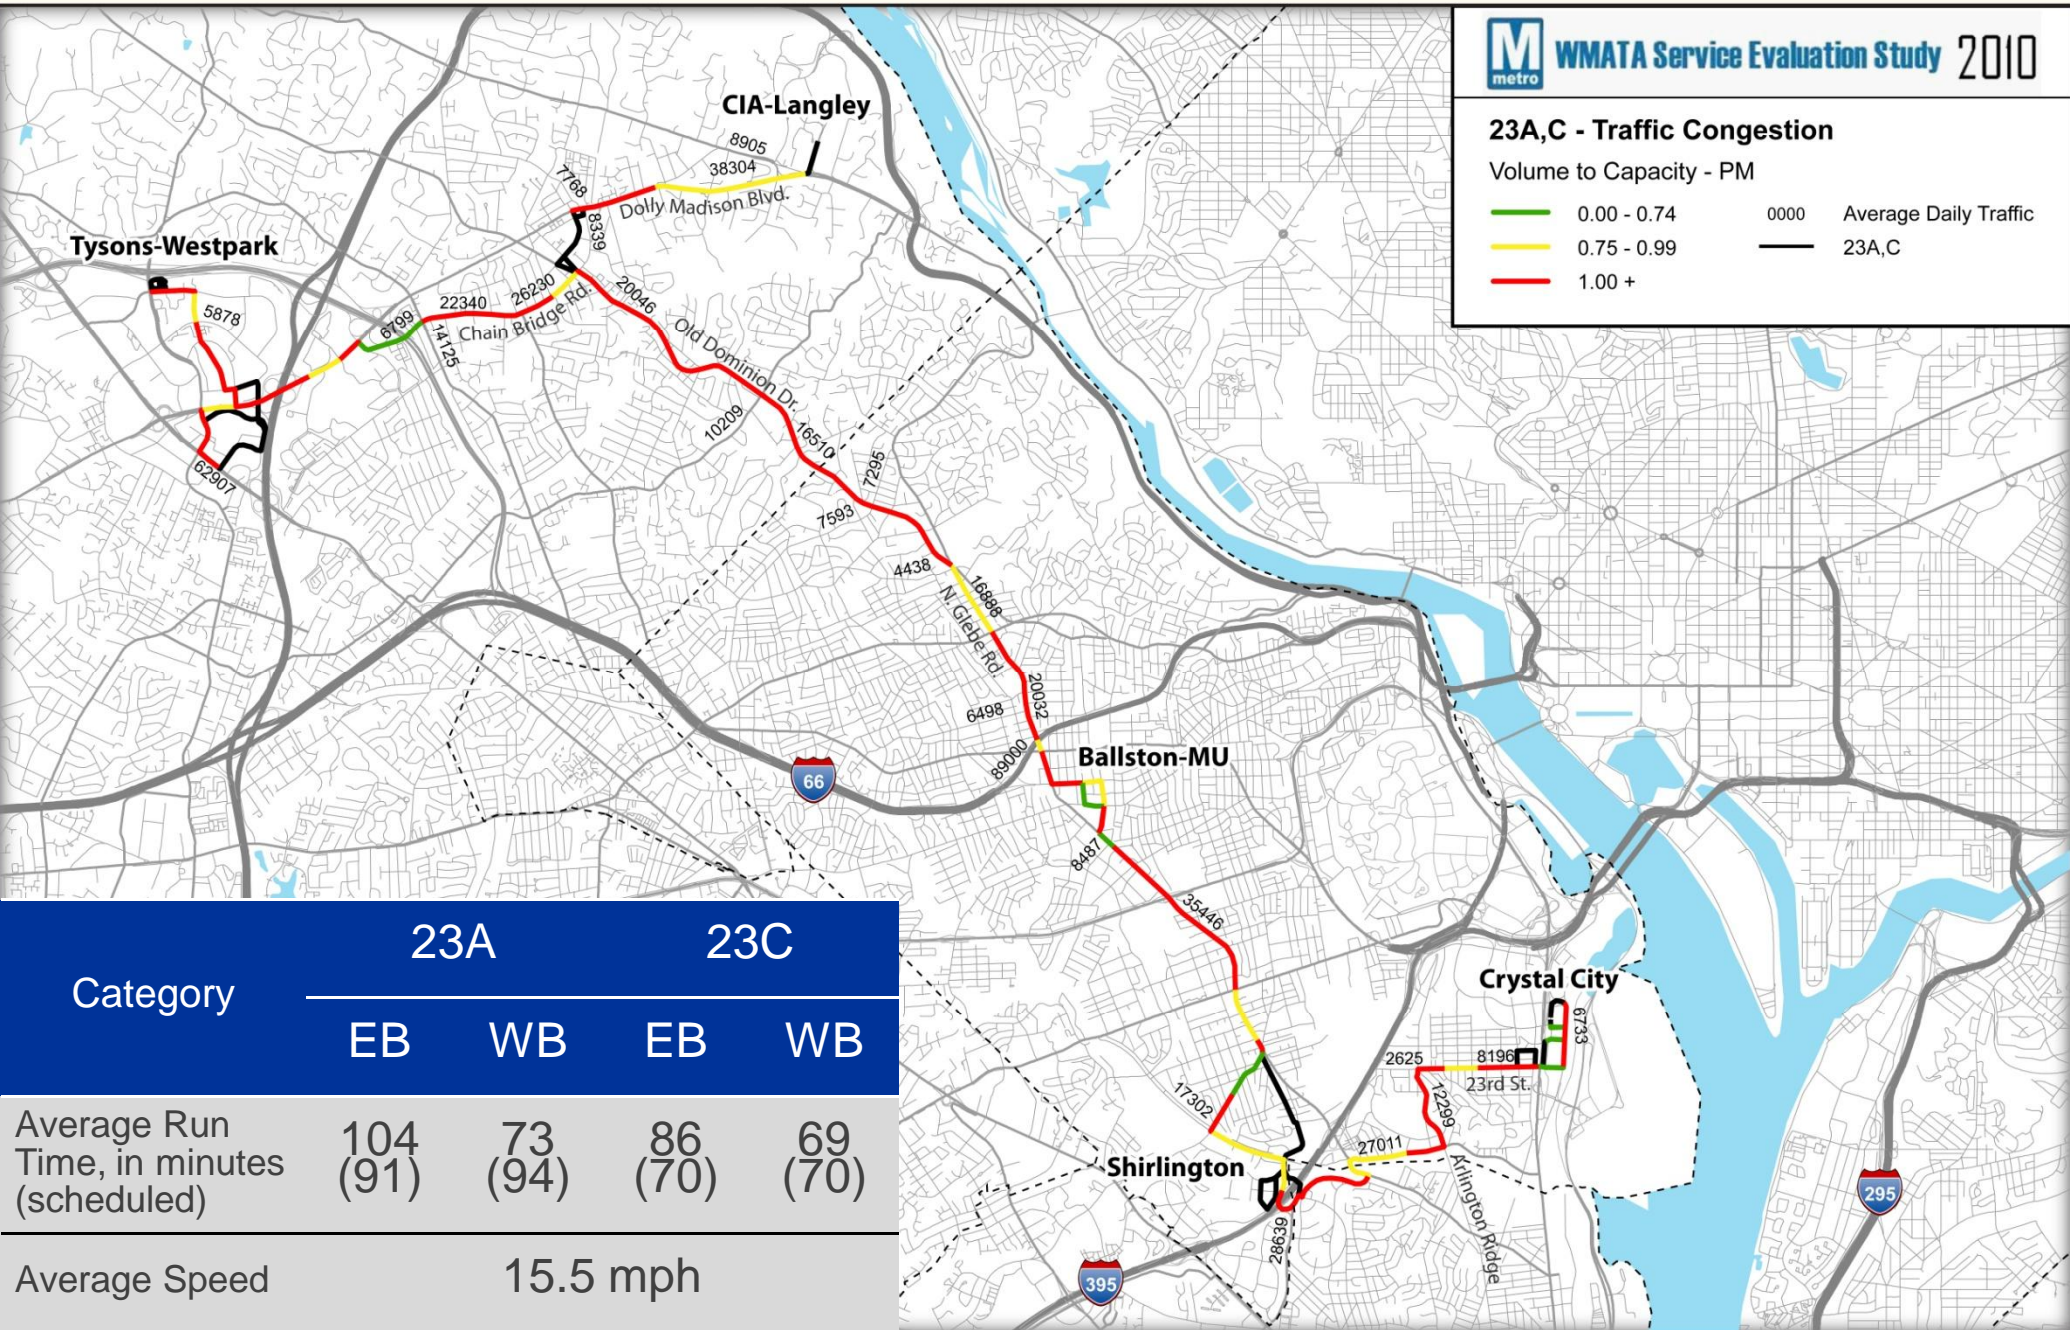 M
metro
WMATA Service Evaluation Study 2010
23A,C - Traffic Congestion
Volume to Capacity - PM
0.00 - 0.74
0000 Average Daily Traffic
0.75 - 0.99
23A,C
1.00 +
CIA-Langley
8905
38304
7768
Dolly Madison Blvd.
8339
Tysons-Westpark
5878
22340
26230
6799
14125
Chain Bridge Rd.
20046
Old Dominion Dr.
10209
16510
62907
7295
7593
4438
16888
N. Glebe Rd.
20032
6498
89000
Ballston-MU
66
8487
35446
Crystal City
6733
2625
8196
23rd St.
17302
12299
27011
Shirlington
Arlington Ridge
28639
395
295
Category
23A 23C
EB WB EB WB
Average Run
Time, in minutes
(scheduled)
104 73 86 69
(91) (94) (70) (70)
Average Speed 15.5 mph